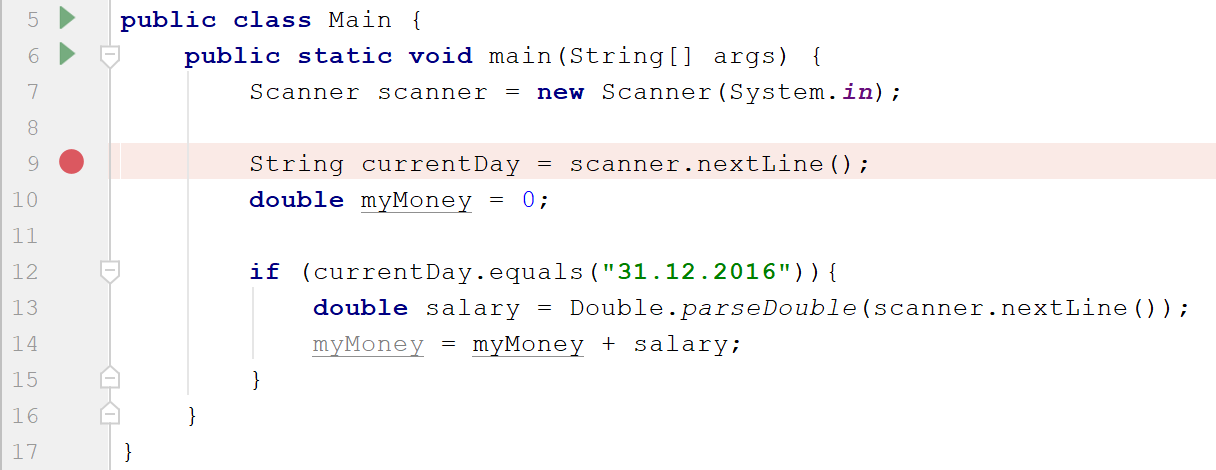 5 public class Main {
6 public static void main(String[] args) {
7 Scanner scanner = new Scanner(System.in);
8
9 String currentDay = scanner.nextLine();
10 double myMoney = 0;
11
12 if (currentDay.equals("31.12.2016")){
13 double salary = Double.parseDouble(scanner.nextLine());
14 myMoney = myMoney + salary;
15 }
16 }
17 }